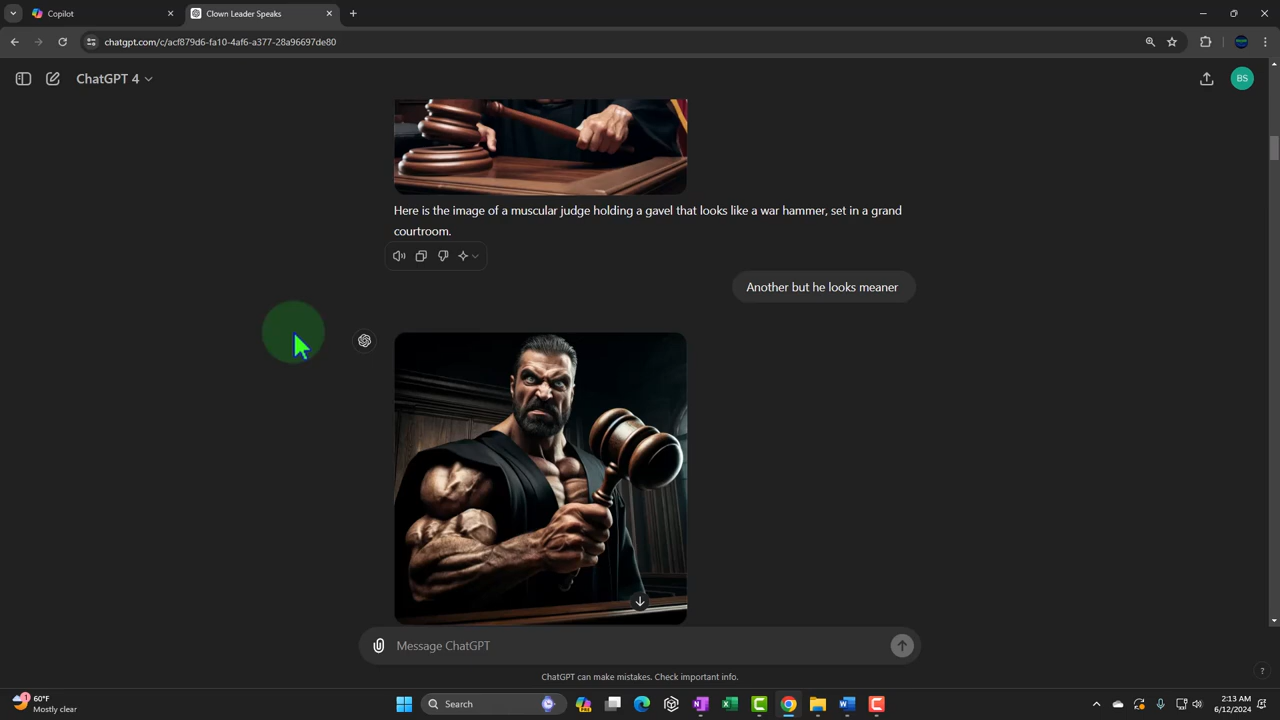 Copilot
Clown Leader Speaks
chatgpt.com/c/acf879d6-fa10-4af6-a377-28a96697de80
ChatGPT 4
BS
Here is the image of a muscular judge holding a gavel that looks like a war hammer, set in a grand
courtroom.
Another but he looks meaner
Message ChatGPT
ChatGPT can make mistakes. Check important info.
?
1
60°F
Mostly clear
Search
2:13 AM
6/12/2024